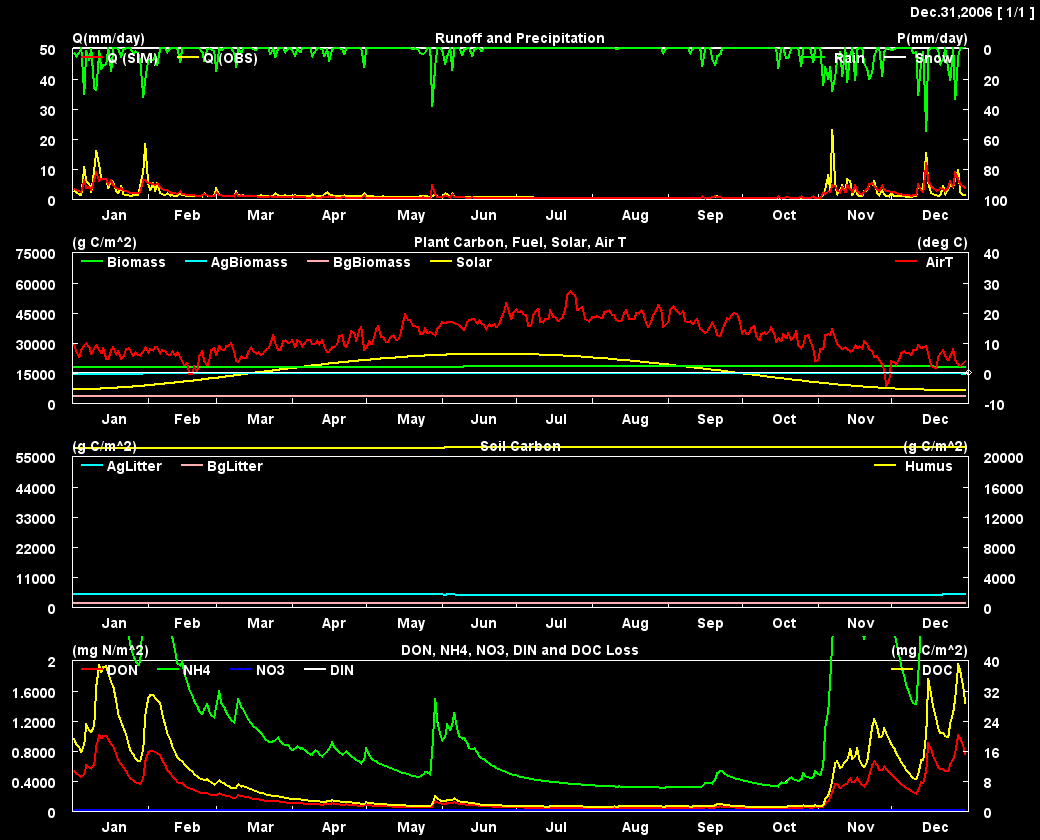 Dec.31,2006 [ 1/1 ]
Q(mm/day) Runoff and Precipitation P(mm/day)
50 0
Q (SIM) Q (OBS) Rain Snow
40 20
30 40
20 60
10 80
0 100
Jan Feb Mar Apr May Jun Jul Aug Sep Oct Nov Dec
(g C/m^2) Plant Carbon, Fuel, Solar, Air T (deg C)
75000 40
Biomass AgBiomass BgBiomass Solar AirT
60000 30
45000 20
30000 10
15000 0
0 -10
Jan Feb Mar Apr May Jun Jul Aug Sep Oct Nov Dec
(g C/m^2) Soil Carbon (g C/m^2)
55000 20000
AgLitter BgLitter Humus
44000 16000
33000 12000
22000 8000
11000 4000
0 0
Jan Feb Mar Apr May Jun Jul Aug Sep Oct Nov Dec
(mg N/m^2) DON, NH4, NO3, DIN and DOC Loss (mg C/m^2)
2 40
DON NH4 NO3 DIN DOC
1.6000 32
1.2000 24
0.8000 16
0.4000 8
0 0
Jan Feb Mar Apr May Jun Jul Aug Sep Oct Nov Dec